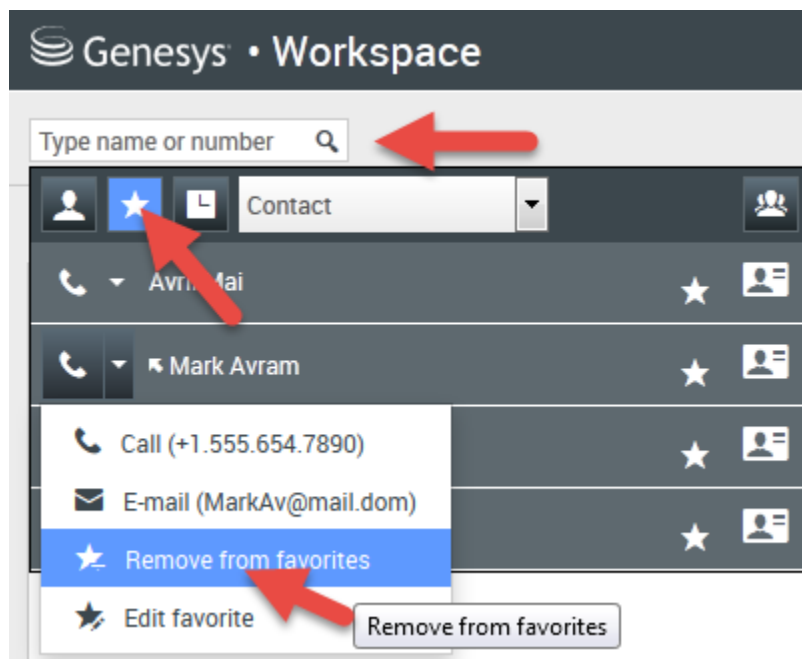 Genesys • Workspace
Type name or number
Contact
Mai
Mark Avram
Call (+1.555.654.7890)
E-mail (MarkAv@mail.dom)
Remove from favorites
Edit favorite
Remove from favorites